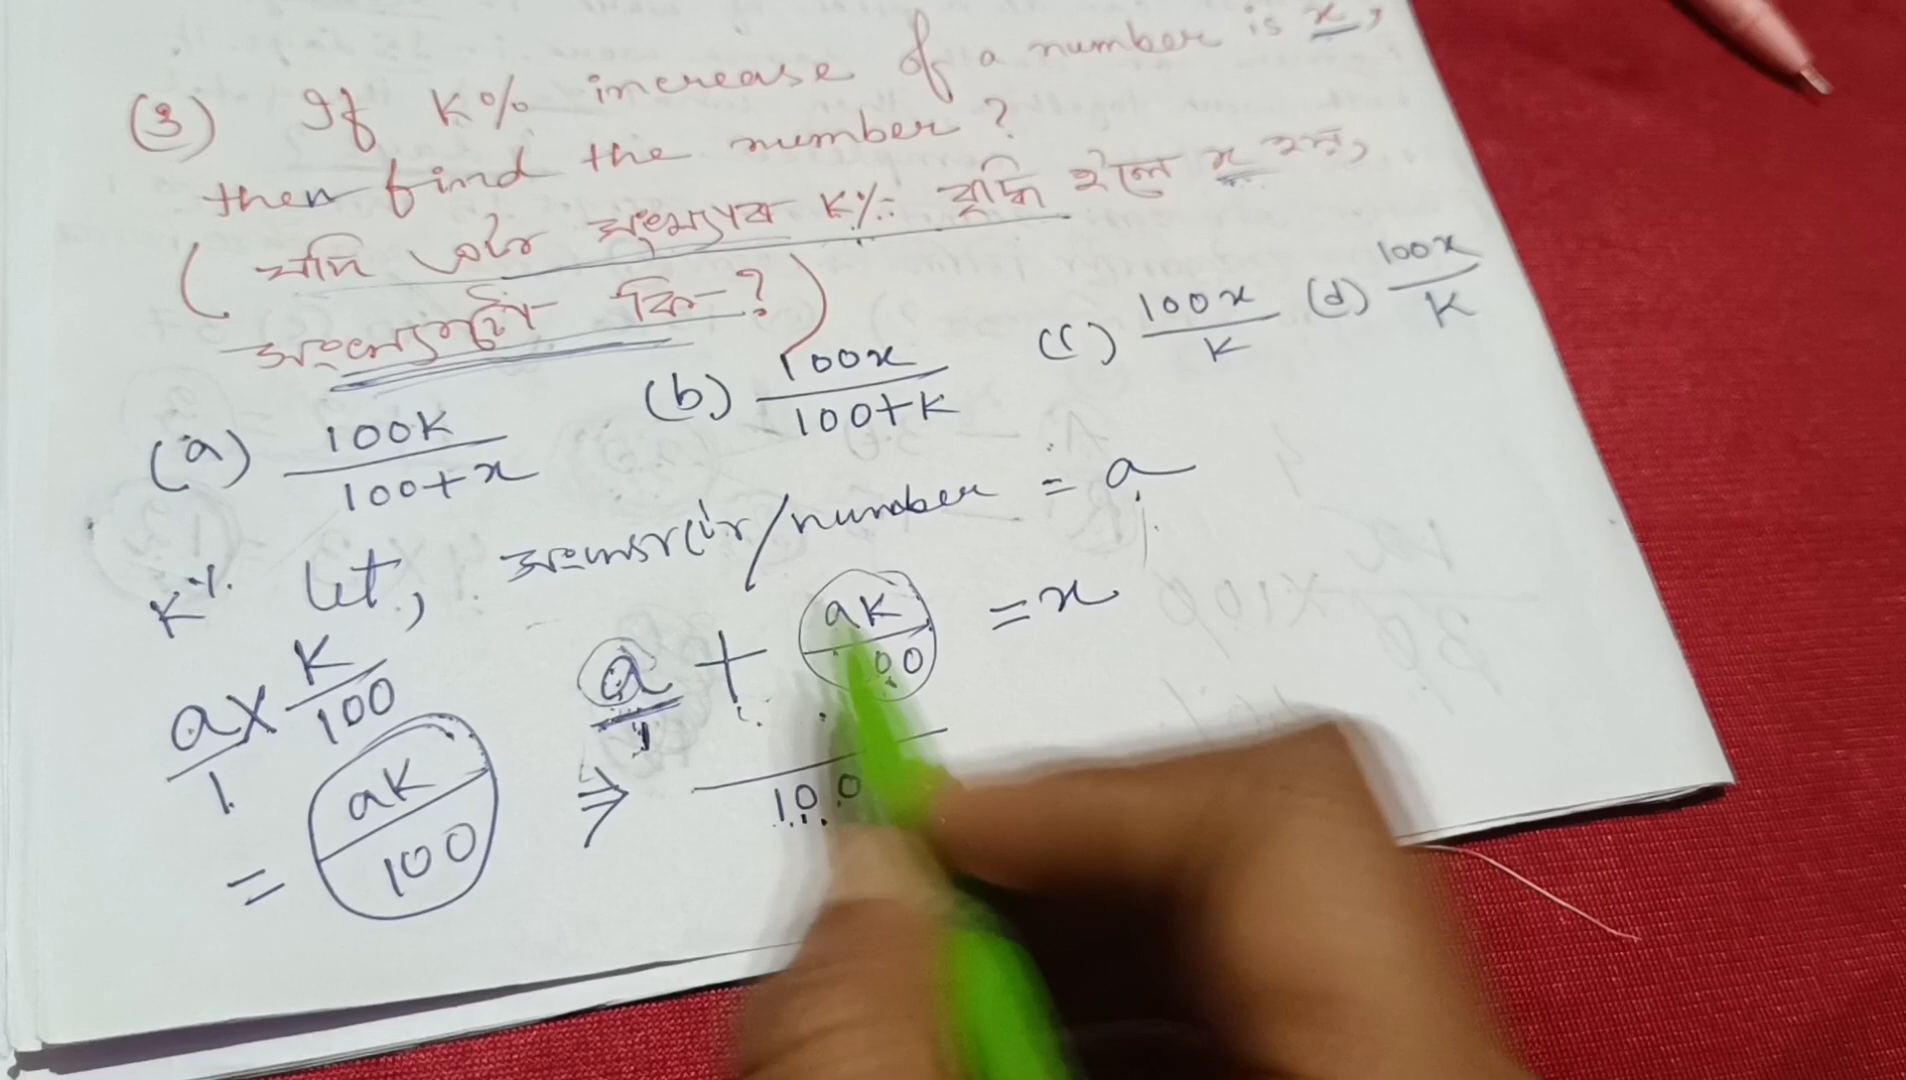 (3) If K% increase of a number is x,
then find the number?
( যদি কোন সংখ্যাকে K% বৃদ্ধি হলে x হয়,
সংখ্যাটি কি-?)
(a) 100K / 100+x (b) 100x / 100+K (c) 100x / K (d) 100x / K
K% Let, সংখ্যাটি/number = a
a/1 × K/100 a/1 + aK/100 = x
= aK/100 ⇒ 100